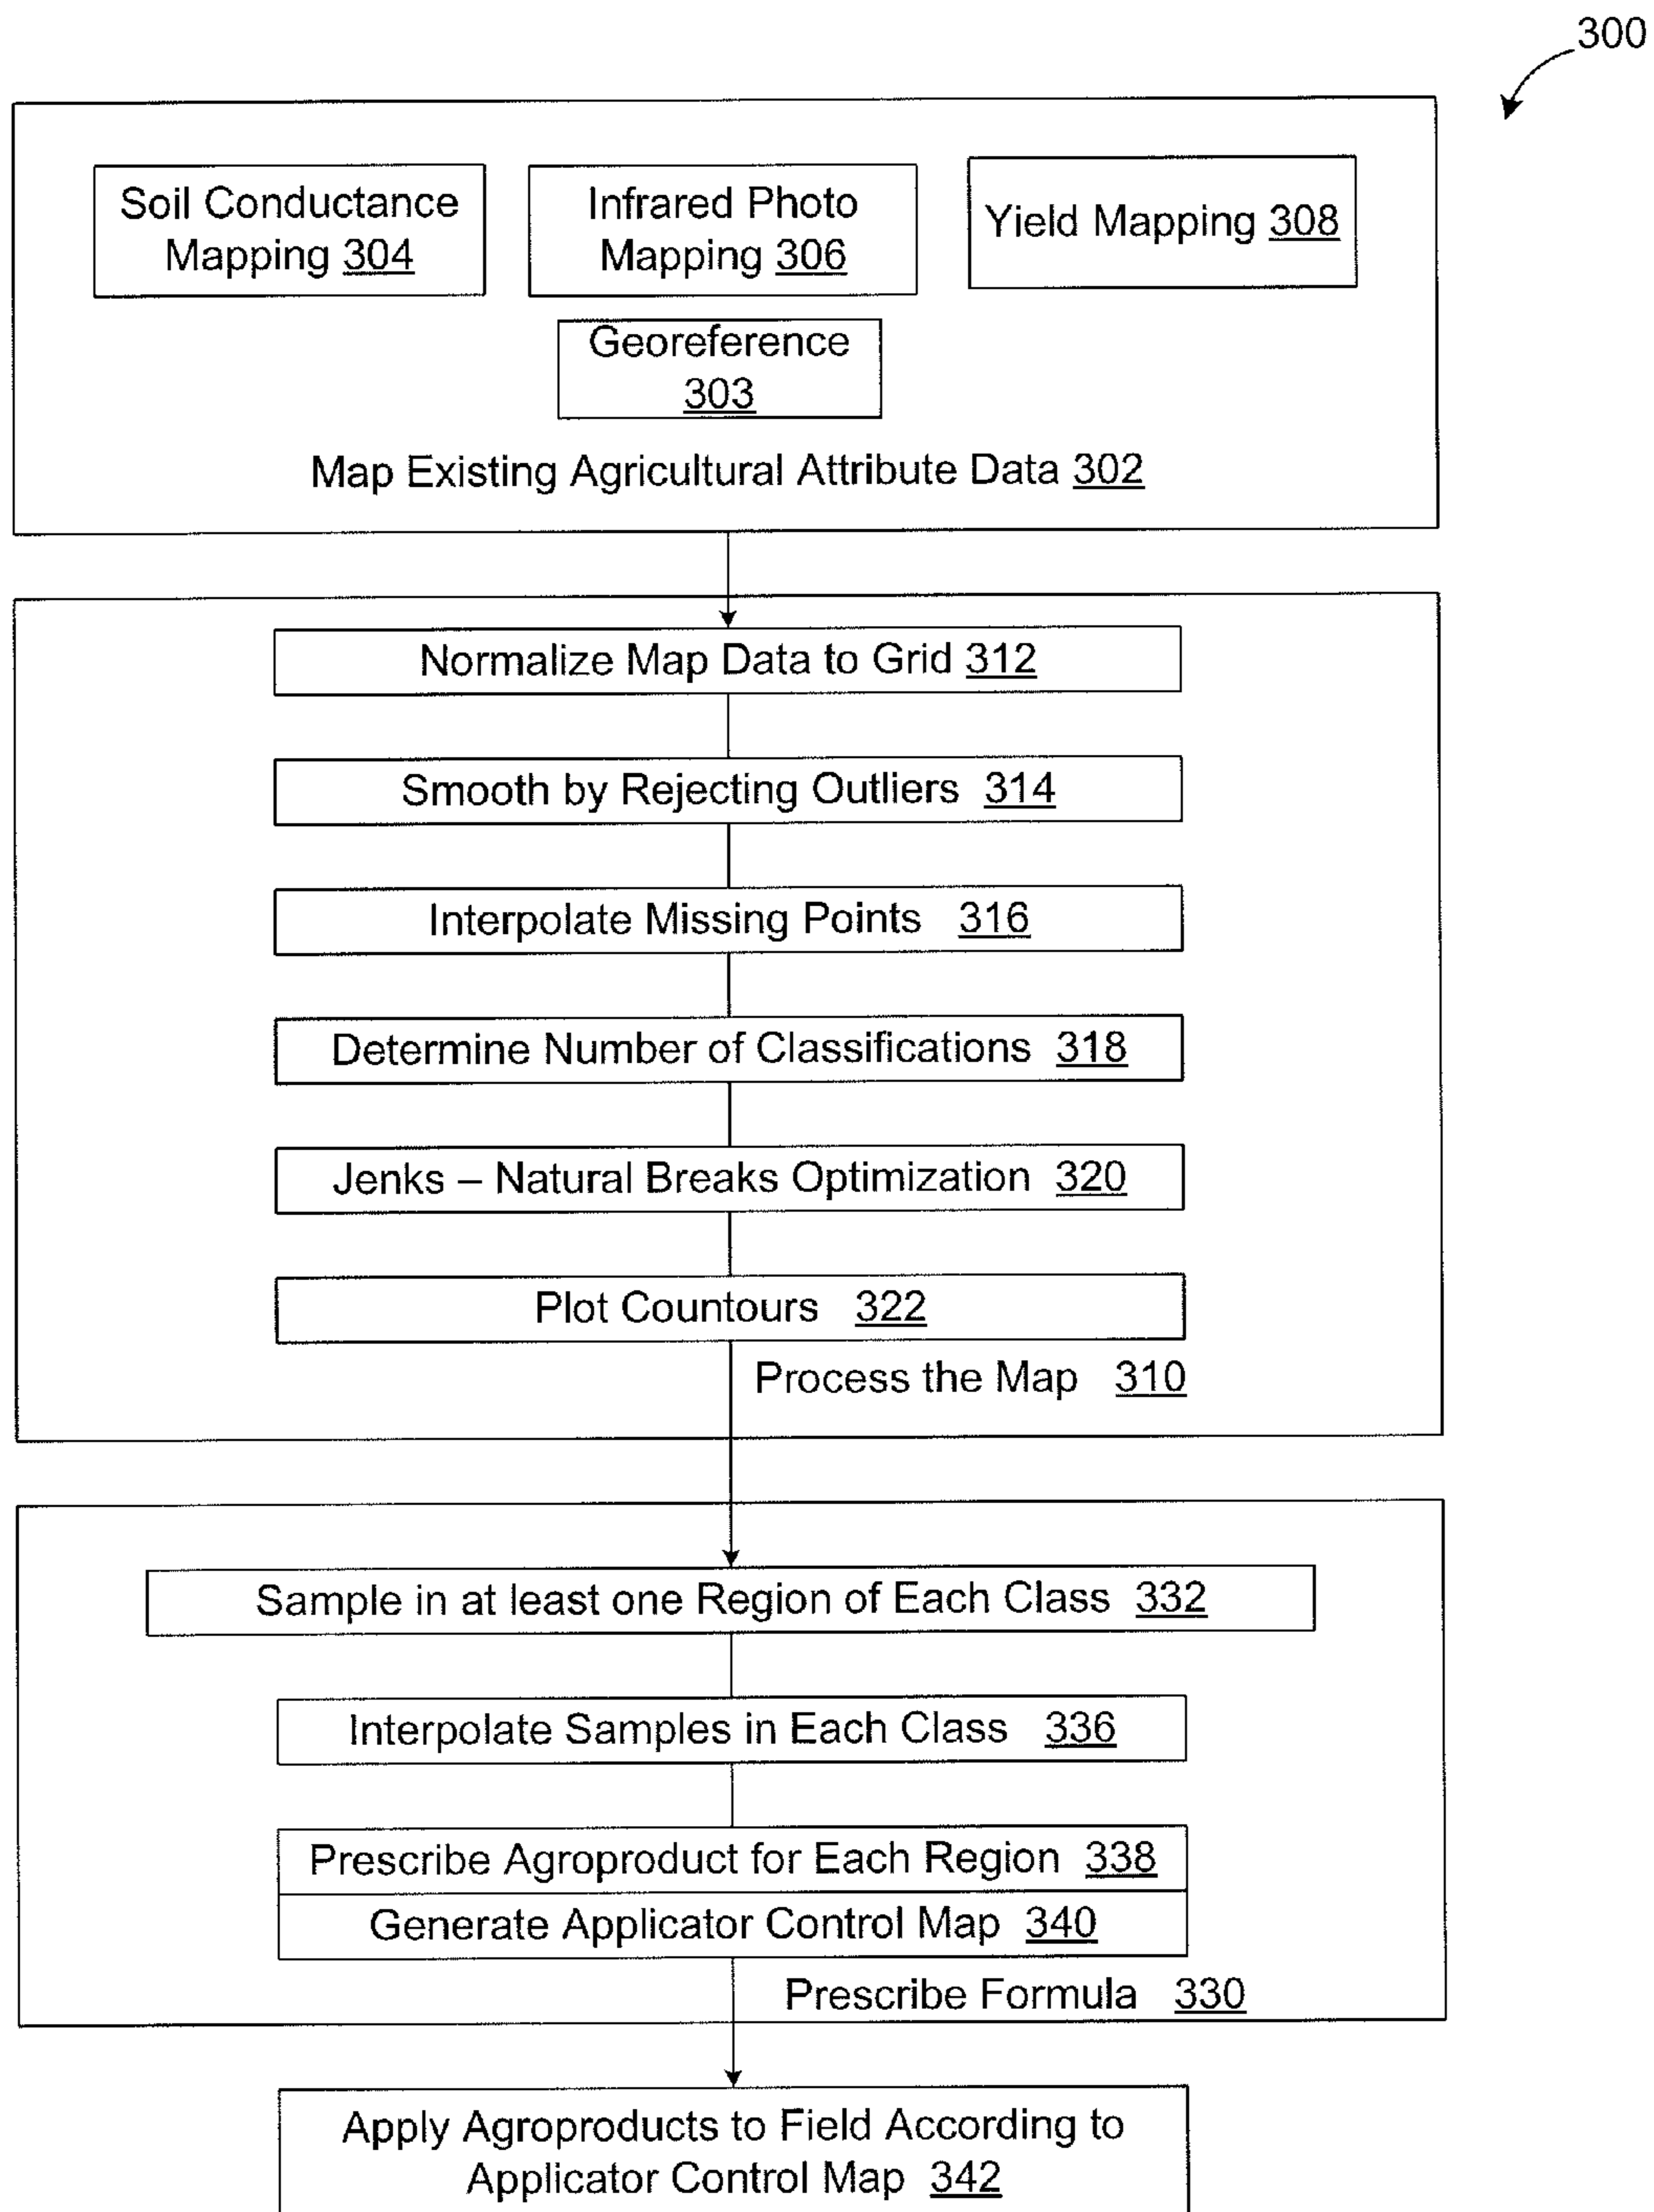 300
Soil Conductance
Mapping 304
Infrared Photo
Mapping 306
Yield Mapping 308
Georeference
303
Map Existing Agricultural Attribute Data 302
Normalize Map Data to Grid 312
Smooth by Rejecting Outliers 314
Interpolate Missing Points 316
Determine Number of Classifications 318
Jenks – Natural Breaks Optimization 320
Plot Countours 322
Process the Map 310
Sample in at least one Region of Each Class 332
Interpolate Samples in Each Class 336
Prescribe Agroproduct for Each Region 338
Generate Applicator Control Map 340
Prescribe Formula 330
Apply Agroproducts to Field According to
Applicator Control Map 342